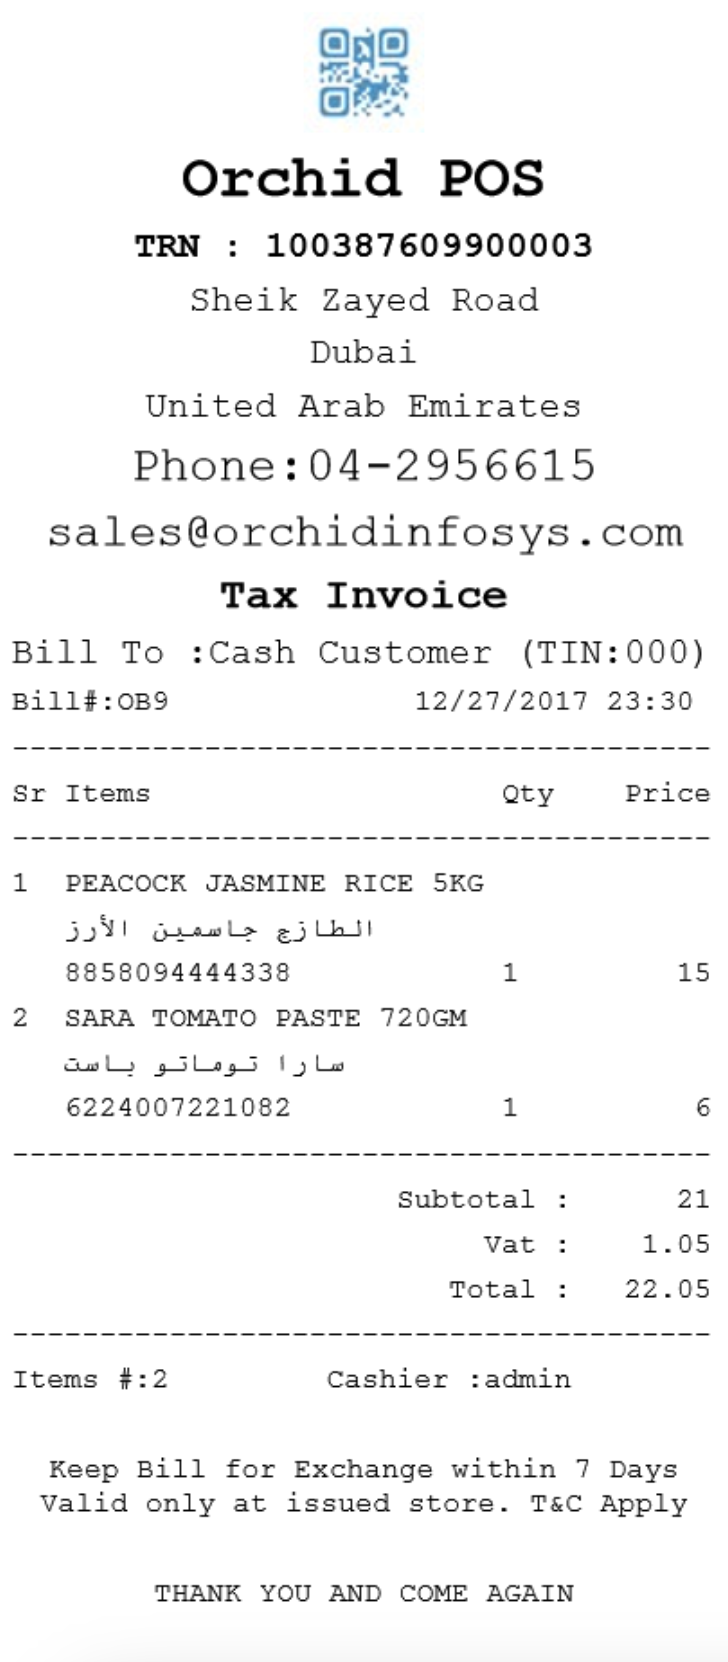 Orchid POS
TRN : 100387609900003
Sheik Zayed Road
Dubai
United Arab Emirates
Phone:04-2956615
sales@orchidinfosys.com
Tax Invoice
Bill To :Cash Customer (TIN:000)
Bill#:OB9 12/27/2017 23:30
Sr Items Qty Price
1 PEACOCK JASMINE RICE 5KG
الطازج جاسمين الأرز
8858094444338 1 15
2 SARA TOMATO PASTE 720GM
سارا توماتو باست
6224007221082 1 6
Subtotal : 21
Vat : 1.05
Total : 22.05
Items #:2 Cashier :admin
Keep Bill for Exchange within 7 Days
Valid only at issued store. T&C Apply
THANK YOU AND COME AGAIN